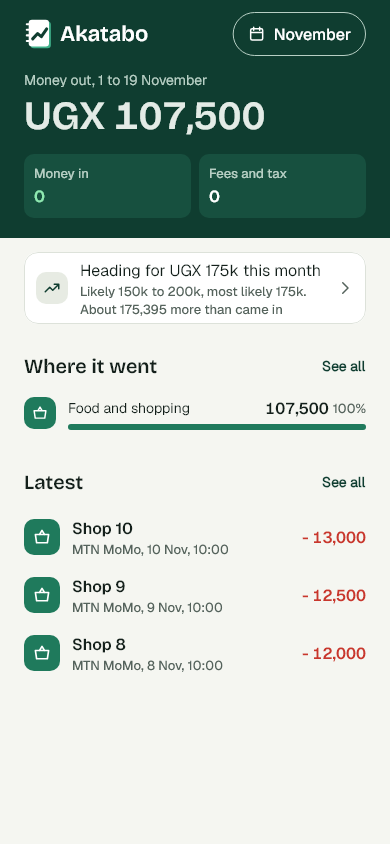 Akatabo
November
Money out, 1 to 19 November
UGX 107,500
Money in
0
Fees and tax
0
Heading for UGX 175k this month
Likely 150k to 200k, most likely 175k.
About 175,395 more than came in
Where it went
See all
Food and shopping
107,500 100%
Latest
See all
Shop 10
MTN MoMo, 10 Nov, 10:00
- 13,000
Shop 9
MTN MoMo, 9 Nov, 10:00
- 12,500
Shop 8
MTN MoMo, 8 Nov, 10:00
- 12,000